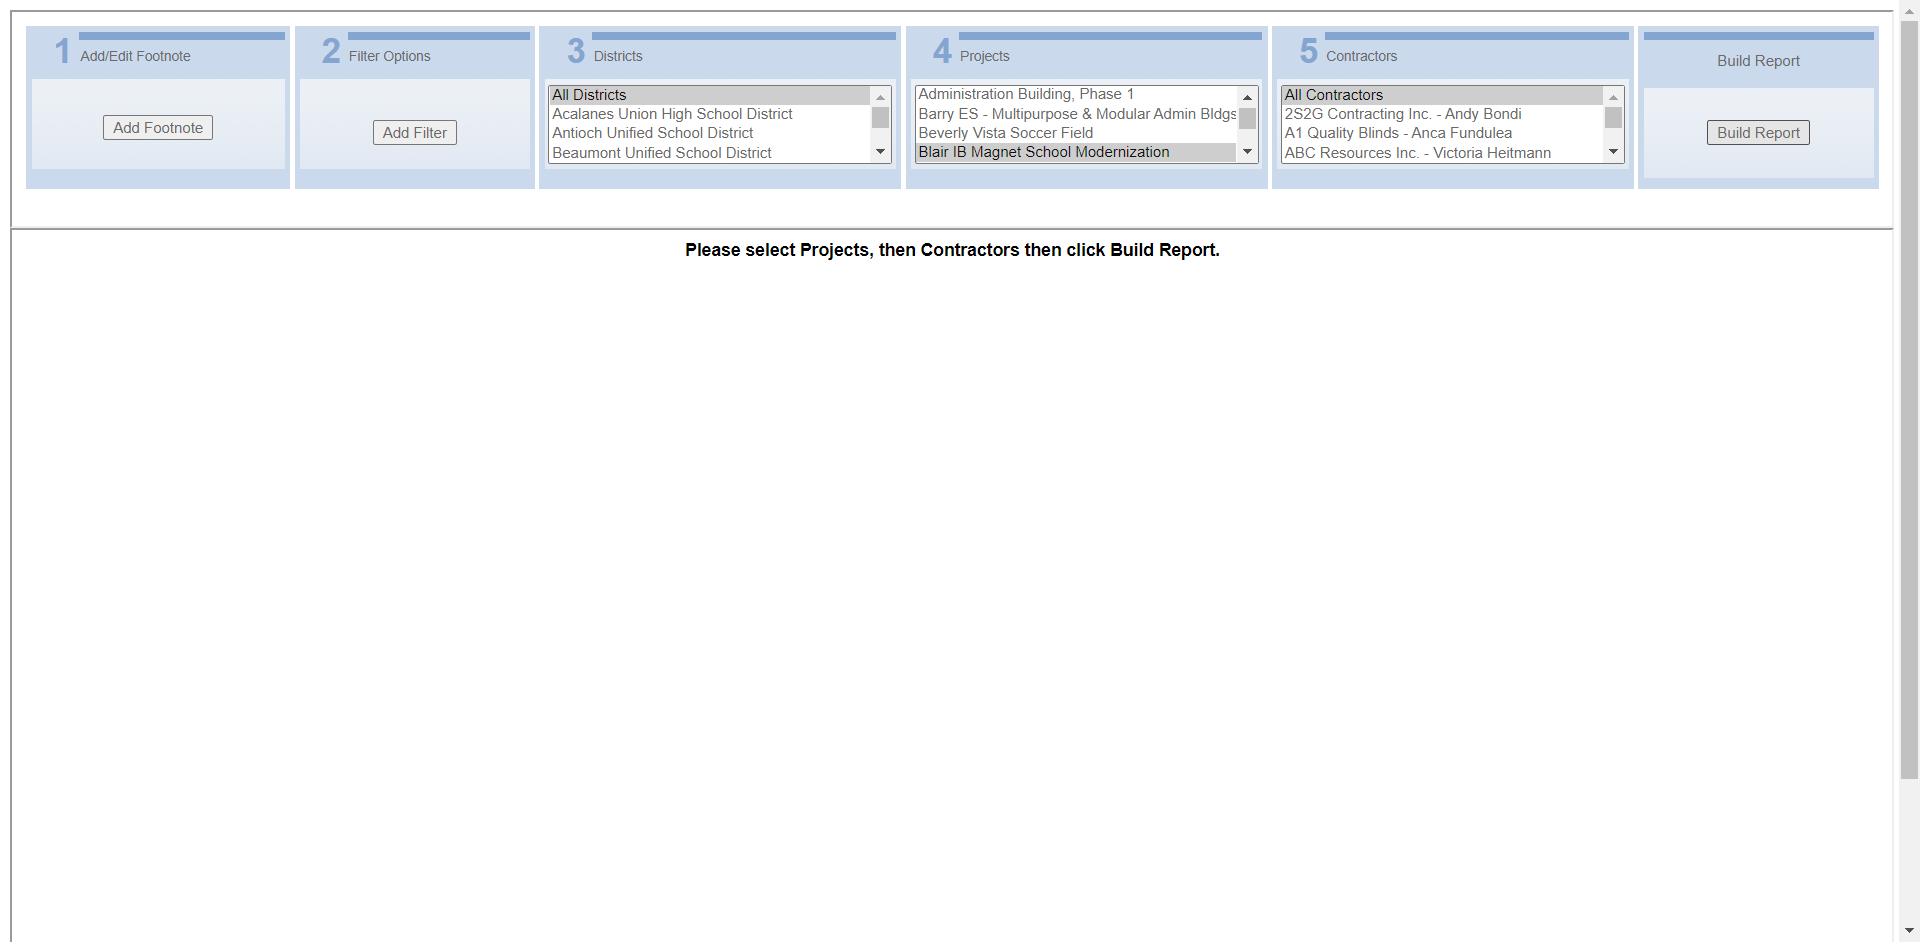 1 Add/Edit Footnote
Add Footnote
2 Filter Options
Add Filter
3 Districts
All Districts
Acalanes Union High School District
Antioch Unified School District
Beaumont Unified School District
4 Projects
Administration Building, Phase 1
Barry ES - Multipurpose & Modular Admin Bldgs
Beverly Vista Soccer Field
Blair IB Magnet School Modernization
5 Contractors
All Contractors
2S2G Contracting Inc. - Andy Bondi
A1 Quality Blinds - Anca Fundulea
ABC Resources Inc. - Victoria Heitmann
Build Report
Build Report
Please select Projects, then Contractors then click Build Report.